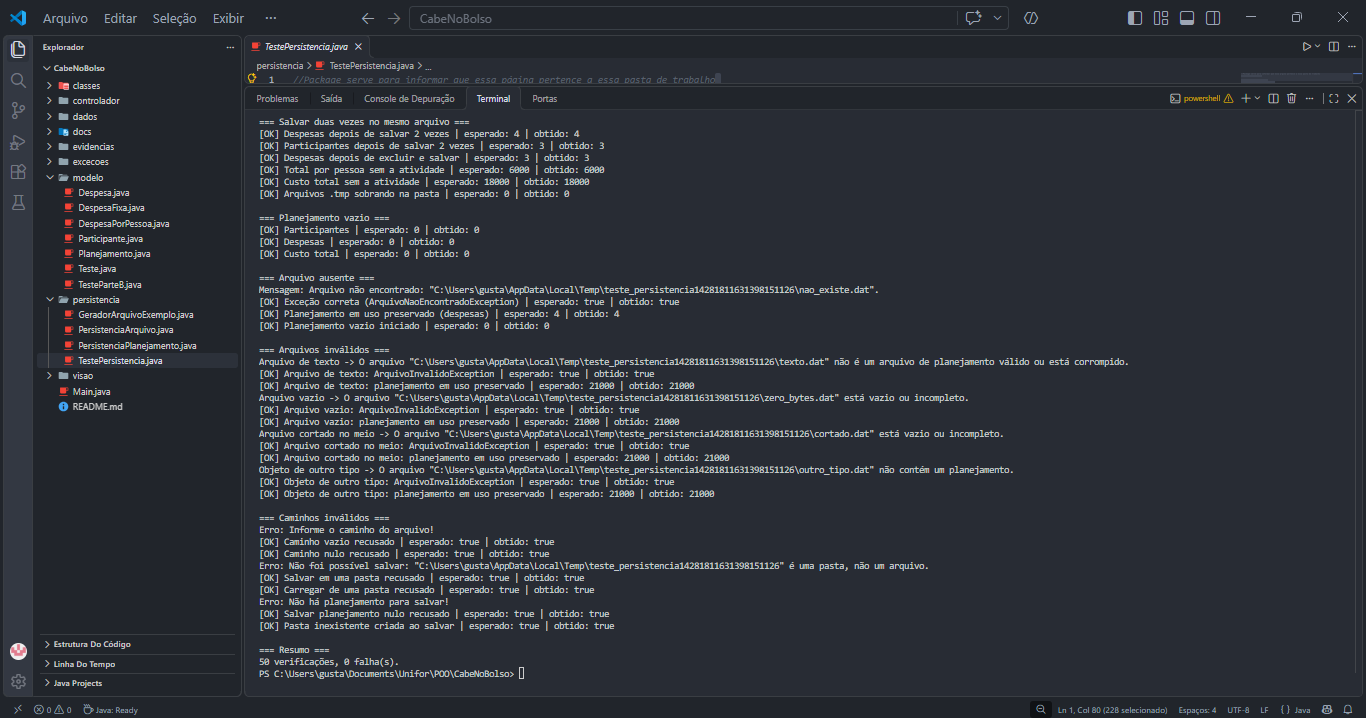 Arquivo Editar Seleção Exibir ··· CabeNoBolso
Explorador ···
CabeNoBolso
classes
controlador
dados
docs
evidencias
excecoes
modelo
Despesa.java
DespesaFixa.java
DespesaPorPessoa.java
Participante.java
Planejamento.java
Teste.java
TesteParteB.java
persistencia
GeradorArquivoExemplo.java
PersistenciaArquivo.java
PersistenciaPlanejamento.java
TestePersistencia.java
visao
Main.java
README.md
Estrutura Do Código
Linha Do Tempo
Java Projects
TestePersistencia.java
persistencia > TestePersistencia.java > ...
1 //Package serve para informar que essa página pertence a essa pasta de trabalho
Problemas Saída Console de Depuração Terminal Portas powershell
=== Salvar duas vezes no mesmo arquivo ===
[OK] Despesas depois de salvar 2 vezes | esperado: 4 | obtido: 4
[OK] Participantes depois de salvar 2 vezes | esperado: 3 | obtido: 3
[OK] Despesas depois de excluir e salvar | esperado: 3 | obtido: 3
[OK] Total por pessoa sem a atividade | esperado: 6000 | obtido: 6000
[OK] Custo total sem a atividade | esperado: 18000 | obtido: 18000
[OK] Arquivos .tmp sobrando na pasta | esperado: 0 | obtido: 0
=== Planejamento vazio ===
[OK] Participantes | esperado: 0 | obtido: 0
[OK] Despesas | esperado: 0 | obtido: 0
[OK] Custo total | esperado: 0 | obtido: 0
=== Arquivo ausente ===
Mensagem: Arquivo não encontrado: "C:\Users\gusta\AppData\Local\Temp\teste_persistencia14281811631398151126\nao_existe.dat".
[OK] Exceção correta (ArquivoNaoEncontradoException) | esperado: true | obtido: true
[OK] Planejamento em uso preservado (despesas) | esperado: 4 | obtido: 4
[OK] Planejamento vazio iniciado | esperado: 0 | obtido: 0
=== Arquivos inválidos ===
Arquivo de texto -> O arquivo "C:\Users\gusta\AppData\Local\Temp\teste_persistencia14281811631398151126\texto.dat" não é um arquivo de planejamento válido ou está corrompido.
[OK] Arquivo de texto: ArquivoInvalidoException | esperado: true | obtido: true
[OK] Arquivo de texto: planejamento em uso preservado | esperado: 21000 | obtido: 21000
Arquivo vazio -> O arquivo "C:\Users\gusta\AppData\Local\Temp\teste_persistencia14281811631398151126\zero_bytes.dat" está vazio ou incompleto.
[OK] Arquivo vazio: ArquivoInvalidoException | esperado: true | obtido: true
[OK] Arquivo vazio: planejamento em uso preservado | esperado: 21000 | obtido: 21000
Arquivo cortado no meio -> O arquivo "C:\Users\gusta\AppData\Local\Temp\teste_persistencia14281811631398151126\cortado.dat" está vazio ou incompleto.
[OK] Arquivo cortado no meio: ArquivoInvalidoException | esperado: true | obtido: true
[OK] Arquivo cortado no meio: planejamento em uso preservado | esperado: 21000 | obtido: 21000
Objeto de outro tipo -> O arquivo "C:\Users\gusta\AppData\Local\Temp\teste_persistencia14281811631398151126\outro_tipo.dat" não contém um planejamento.
[OK] Objeto de outro tipo: ArquivoInvalidoException | esperado: true | obtido: true
[OK] Objeto de outro tipo: planejamento em uso preservado | esperado: 21000 | obtido: 21000
=== Caminhos inválidos ===
Erro: Informe o caminho do arquivo!
[OK] Caminho vazio recusado | esperado: true | obtido: true
[OK] Caminho nulo recusado | esperado: true | obtido: true
Erro: Não foi possível salvar: "C:\Users\gusta\AppData\Local\Temp\teste_persistencia14281811631398151126" é uma pasta, não um arquivo.
[OK] Salvar em uma pasta recusado | esperado: true | obtido: true
[OK] Carregar de uma pasta recusado | esperado: true | obtido: true
Erro: Não há planejamento para salvar!
[OK] Salvar planejamento nulo recusado | esperado: true | obtido: true
[OK] Pasta inexistente criada ao salvar | esperado: true | obtido: true
=== Resumo ===
50 verificações, 0 falha(s).
PS C:\Users\gusta\Documents\Unifor\POO\CabeNoBolso>
0 0 Java: Ready Ln 1, Col 80 (228 selecionado) Espaços: 4 UTF-8 LF {} Java